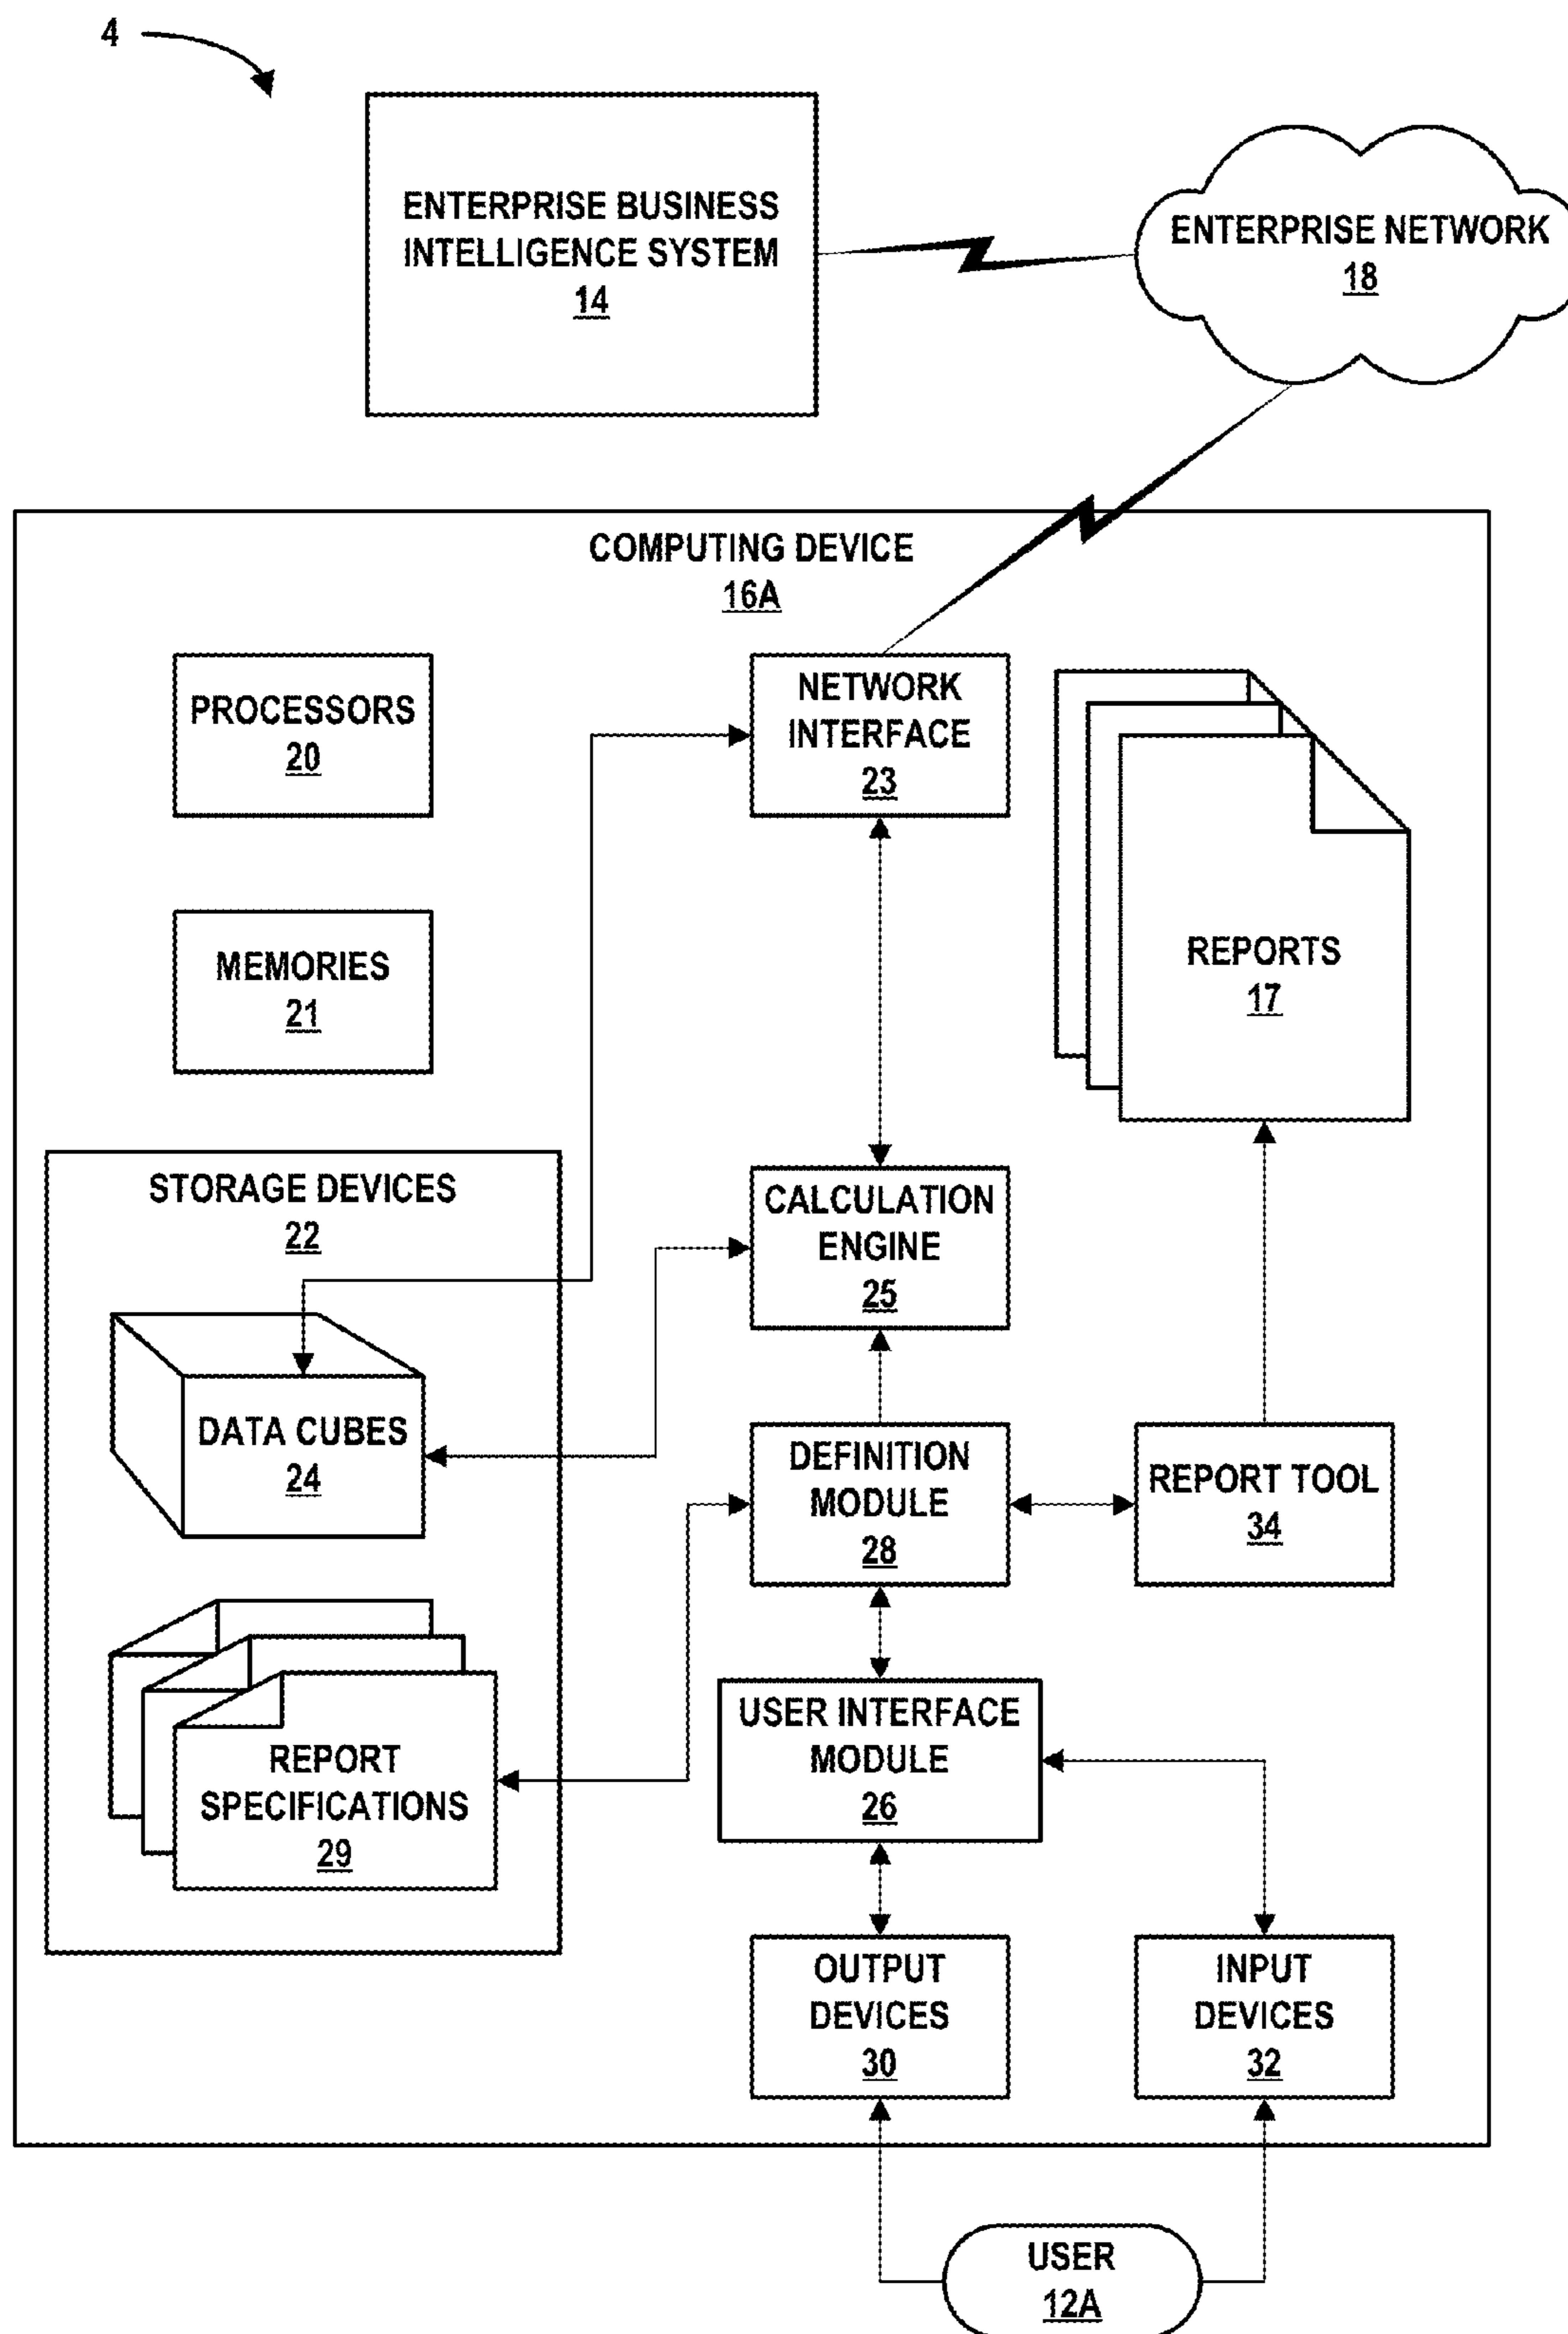 4
ENTERPRISE BUSINESS
INTELLIGENCE SYSTEM
14
ENTERPRISE NETWORK
18
COMPUTING DEVICE
16A
PROCESSORS
20
NETWORK
INTERFACE
23
MEMORIES
21
REPORTS
17
STORAGE DEVICES
22
CALCULATION
ENGINE
25
DATA CUBES
24
DEFINITION
MODULE
28
REPORT TOOL
34
REPORT
SPECIFICATIONS
29
USER INTERFACE
MODULE
26
OUTPUT
DEVICES
30
INPUT
DEVICES
32
USER
12A